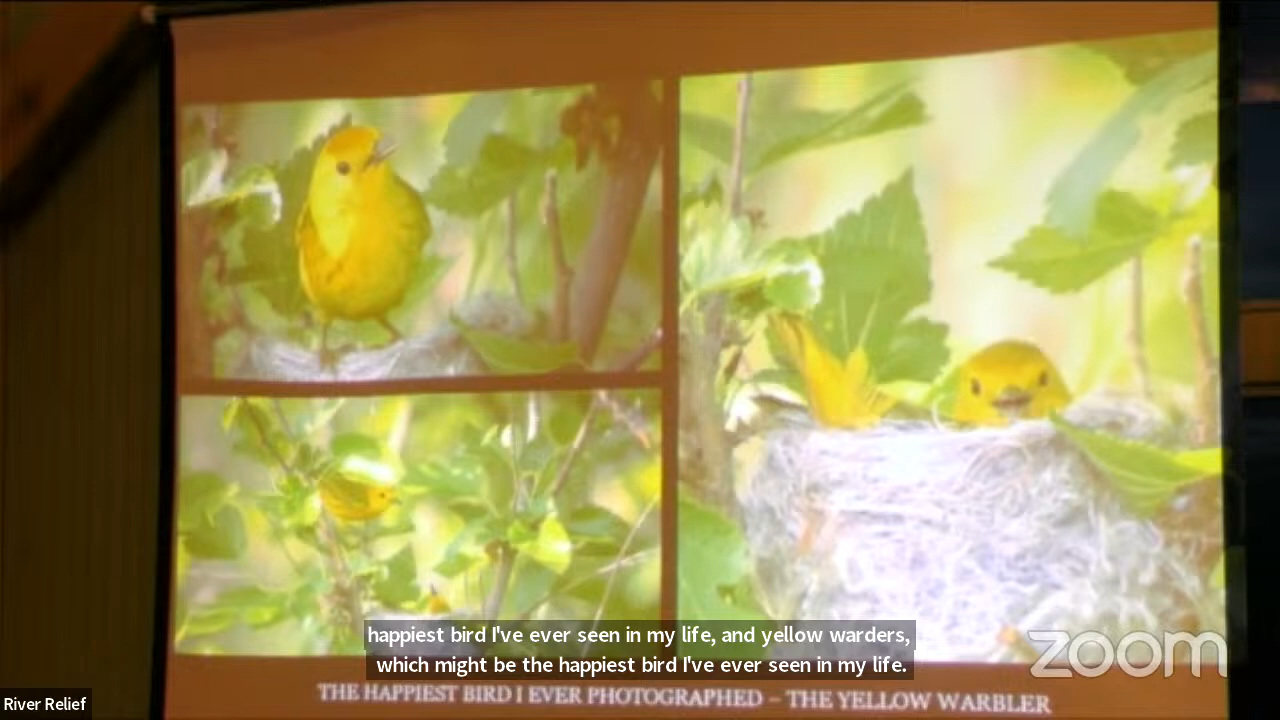 happiest bird I've ever seen in my life, and yellow warders,
which might be the happiest bird I've ever seen in my life.
zoom
THE HAPPIEST BIRD I EVER PHOTOGRAPHED – THE YELLOW WARBLER
River Relief